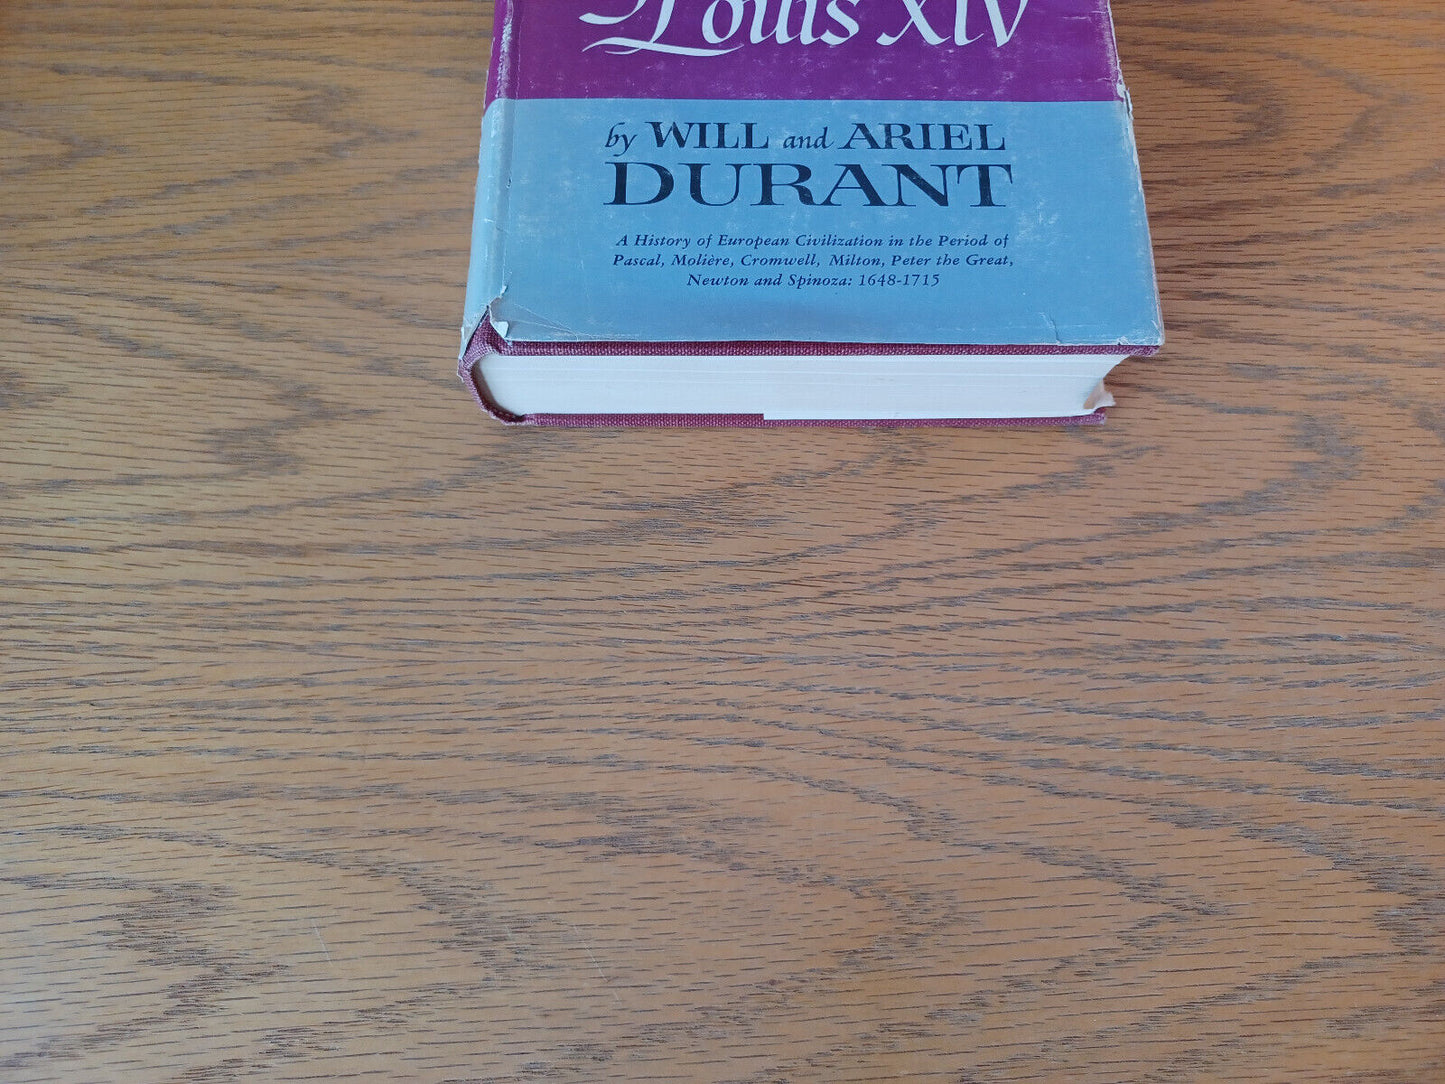 Louis XIV
by WILL and ARIEL
DURANT
A History of European Civilization in the Period of
Pascal, Molière, Cromwell, Milton, Peter the Great,
Newton and Spinoza: 1648-1715